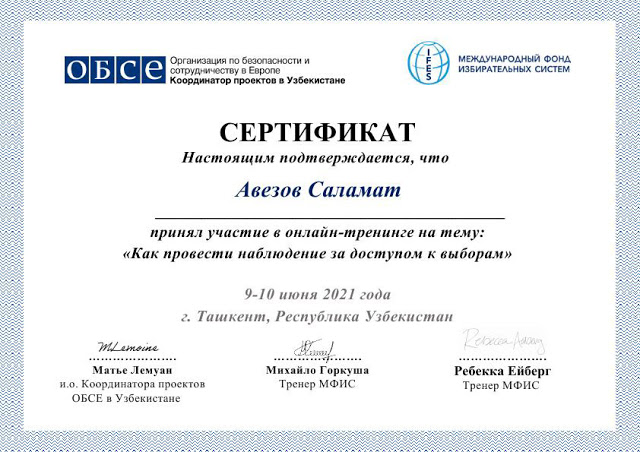 ОБСЕ
Организация по безопасности и
сотрудничеству в Европе
Координатор проектов в Узбекистане
IFES
МЕЖДУНАРОДНЫЙ ФОНД
ИЗБИРАТЕЛЬНЫХ СИСТЕМ
СЕРТИФИКАТ
Настоящим подтверждается, что
Авезов Саламат
принял участие в онлайн-тренинге на тему:
«Как провести наблюдение за доступом к выборам»
9-10 июня 2021 года
г. Ташкент, Республика Узбекистан
MLemoine
Матье Лемуан
и.о. Координатора проектов
ОБСЕ в Узбекистане
Михайло Горкуша
Тренер МФИС
Rebecca
Ребекка Ейберг
Тренер МФИС